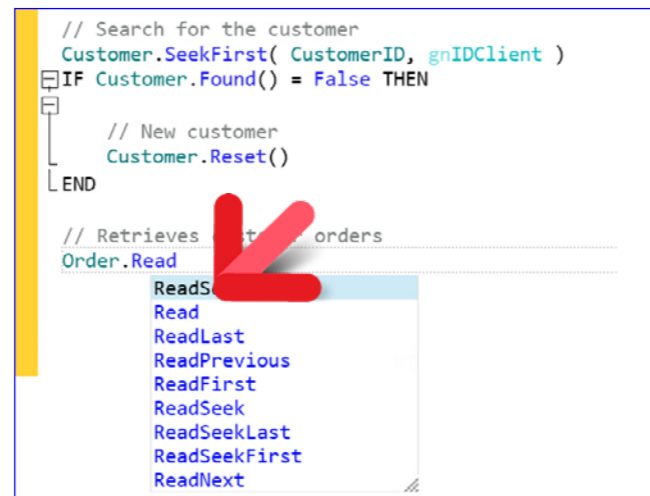 // Search for the customer
Customer.SeekFirst( CustomerID, gnIDClient )
IF Customer.Found() = False THEN
// New customer
Customer.Reset()
END
// Retrieves orders
Order.Read
Read
ReadLast
ReadPrevious
ReadFirst
ReadSeek
ReadSeekLast
ReadSeekFirst
ReadNext